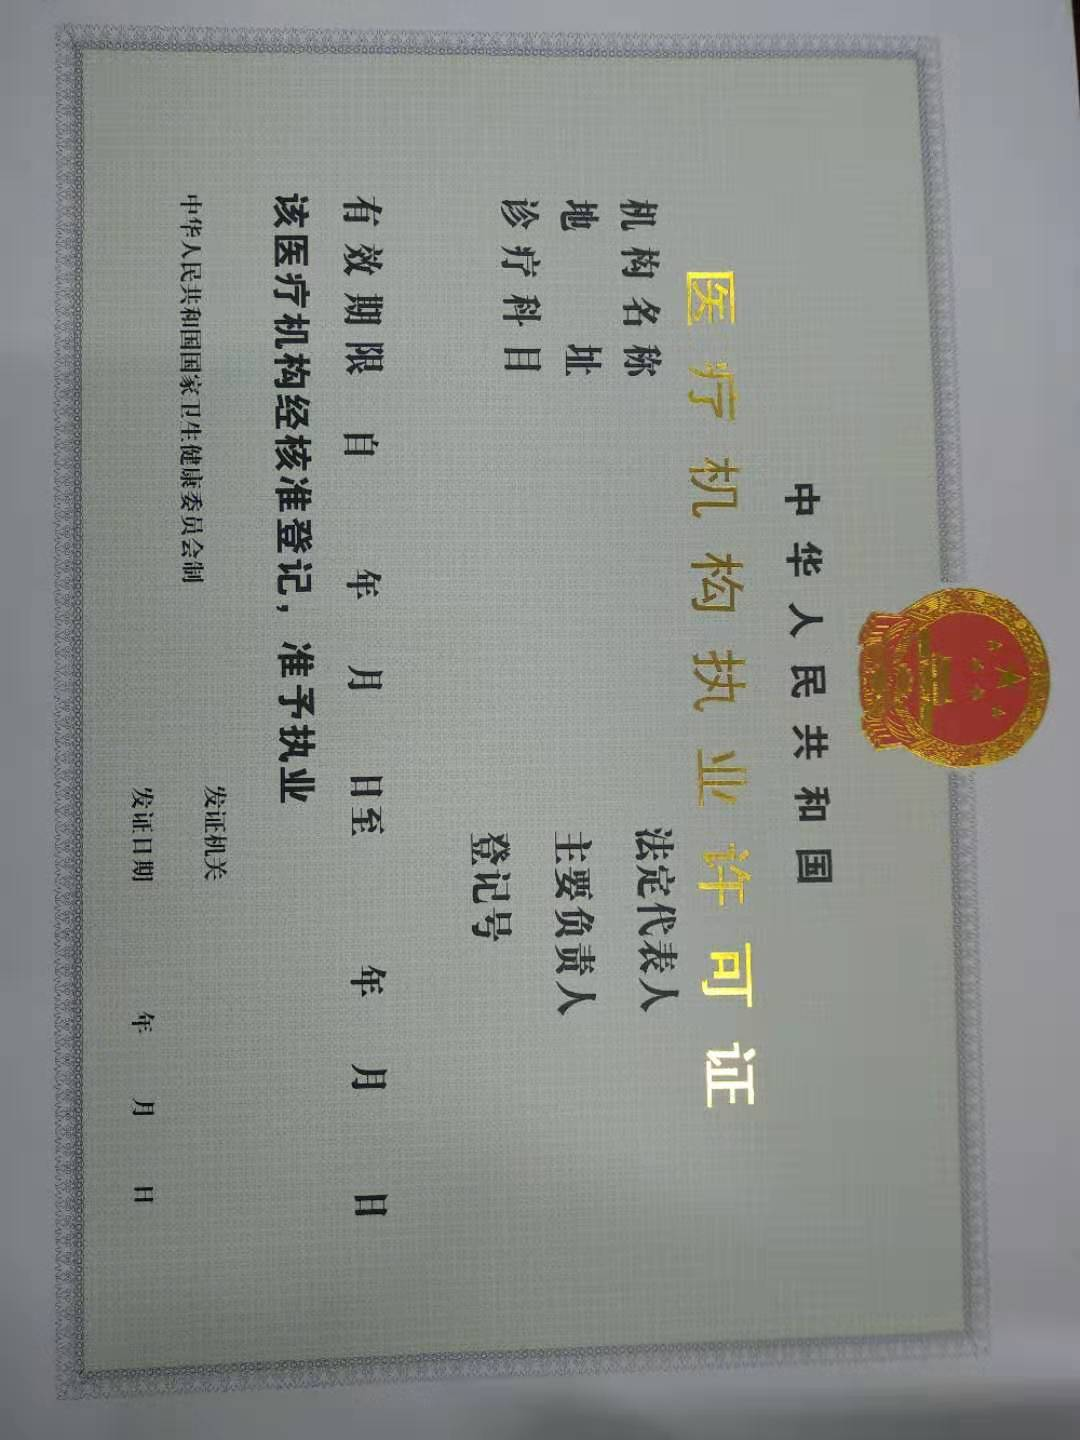 中华人民共和国
医疗机构执业许可证
机构名称 法定代表人
地址 主要负责人
诊疗科目 登记号
有效期限 自 年 月 日至 年 月 日
该医疗机构经核准登记，准予执业
发证机关
中华人民共和国国家卫生健康委员会制
发证日期 年 月 日